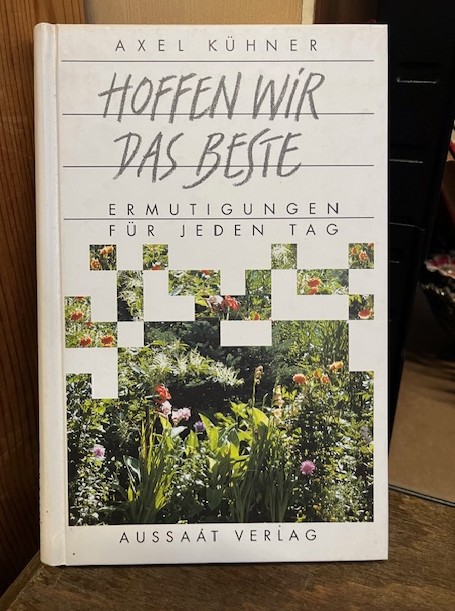 AXEL KÜHNER
HOFFEN WIR
DAS BESTE
ERMUTIGUNGEN
FÜR JEDEN TAG
AUSSAAT VERLAG